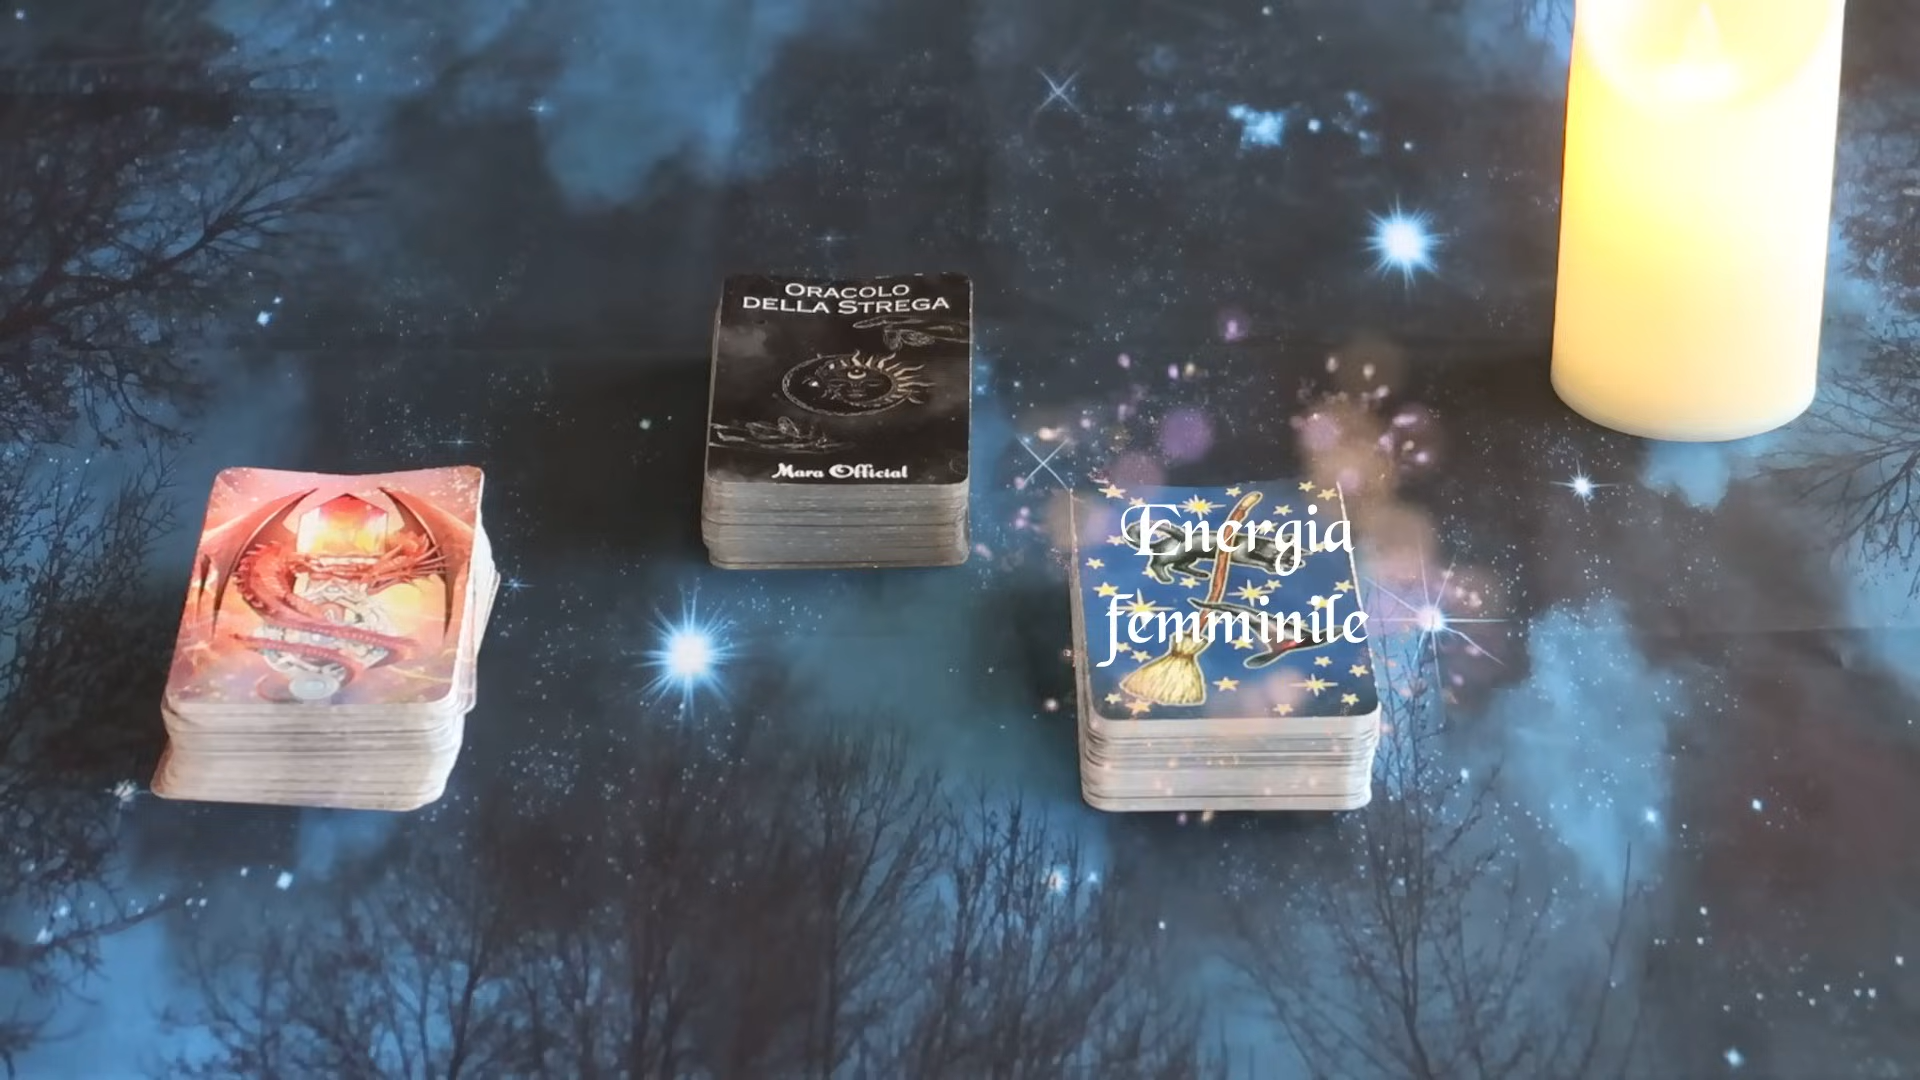 ORACOLO
DELLA STREGA
Mara Official
Energia
femminile